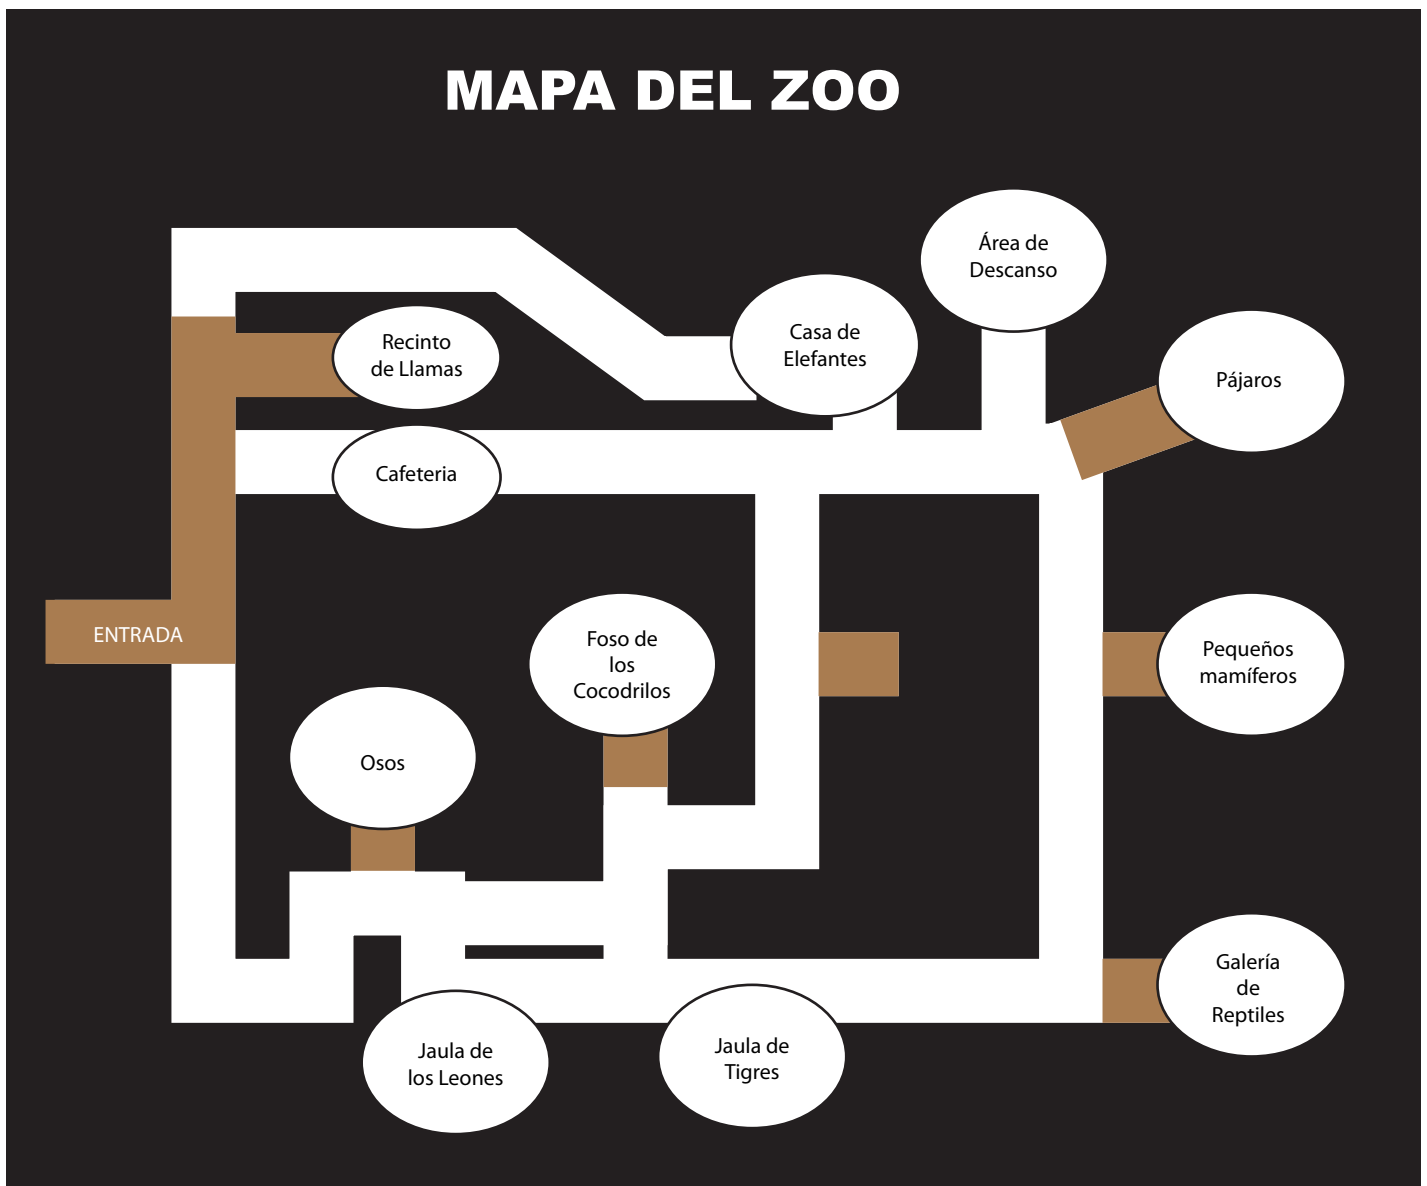 MAPA DEL ZOO
Área de
Descanso
Casa de
Elefantes
Recinto
de Llamas
Pájaros
Cafeteria
ENTRADA
Foso de
los
Cocodrilos
Pequeños
mamíferos
Osos
Galería
de
Reptiles
Jaula de
los Leones
Jaula de
Tigres